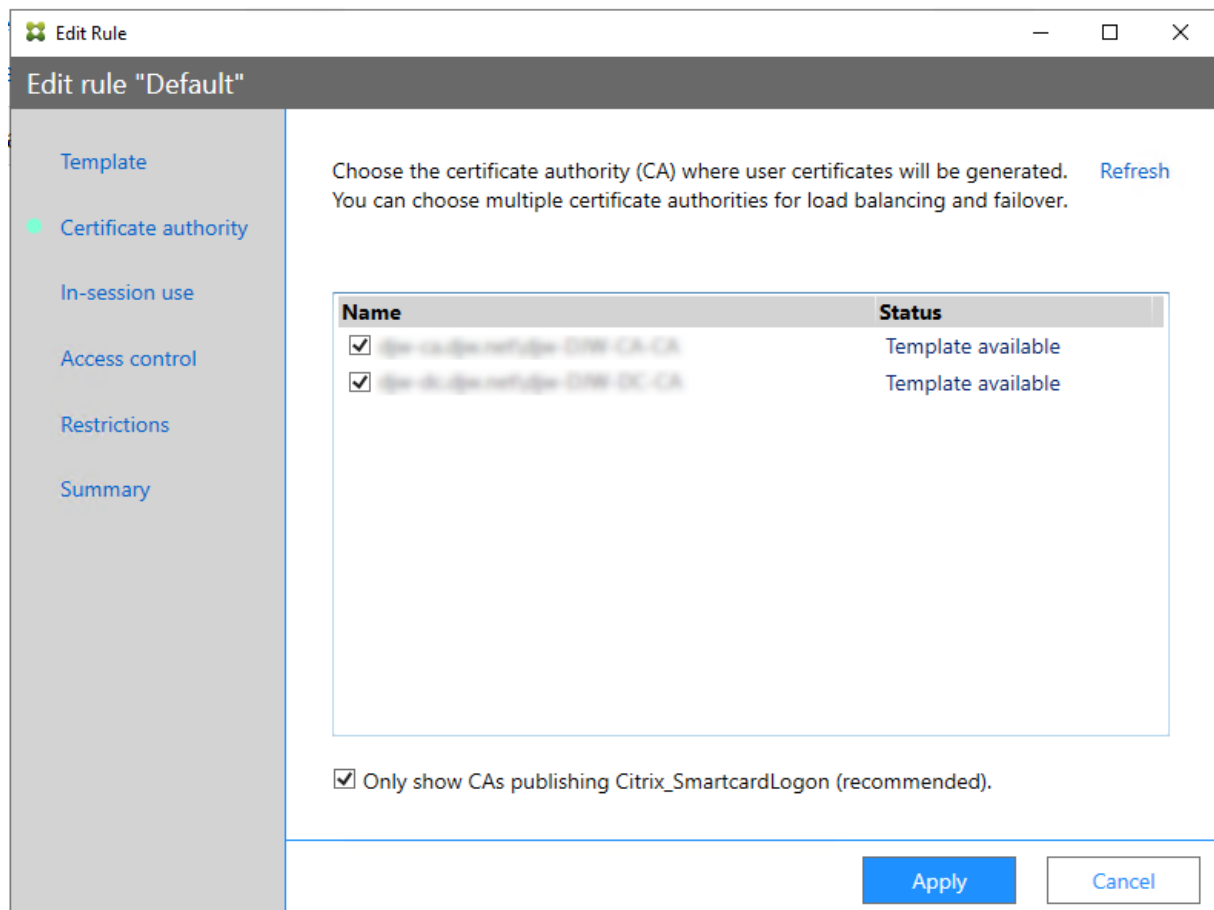 Edit Rule
Edit rule "Default"
Template
Certificate authority
In-session use
Access control
Restrictions
Summary
Choose the certificate authority (CA) where user certificates will be generated.
You can choose multiple certificate authorities for load balancing and failover.
Refresh
Name Status
Template available
Template available
Only show CAs publishing Citrix_SmartcardLogon (recommended).
Apply Cancel